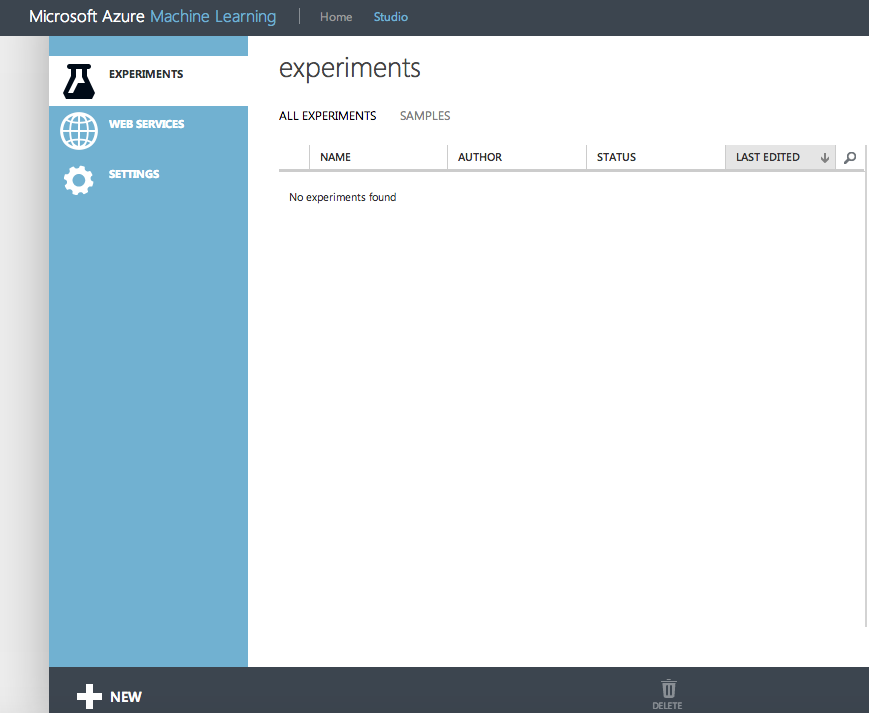 Microsoft Azure Machine Learning Home Studio
EXPERIMENTS
WEB SERVICES
SETTINGS
experiments
ALL EXPERIMENTS SAMPLES
NAME AUTHOR STATUS LAST EDITED
No experiments found
NEW
DELETE